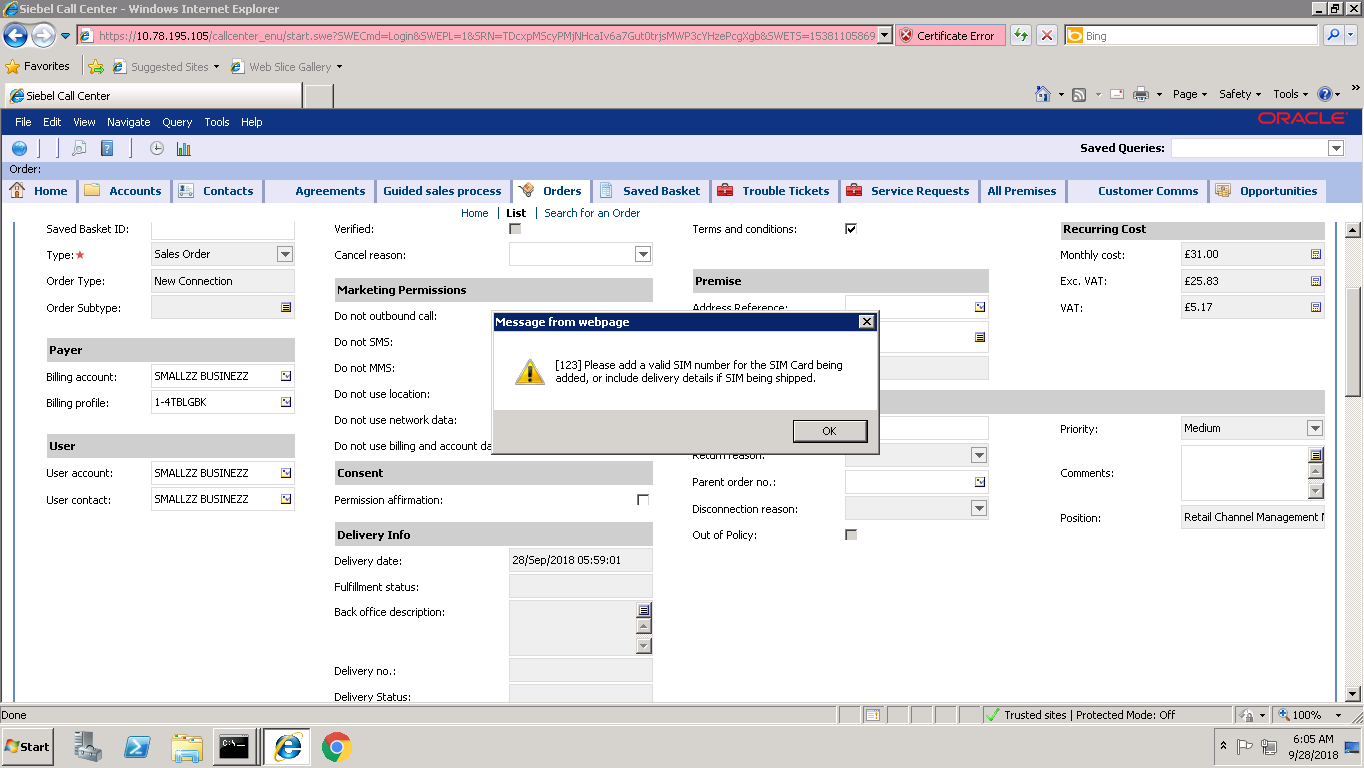 Siebel Call Center - Windows Internet Explorer
https://10.78.195.105/callcenter_enu/start.swe?SWECmd=Login&SWEPL=1&SRN=TDcxpMScyPMjNHcaIv6a7Gut0trjsMWP3cYHzePcgXgb&SWETS=15381105869
Certificate Error
Bing
Favorites
Suggested Sites
Web Slice Gallery
Siebel Call Center
Page
Safety
Tools
File Edit View Navigate Query Tools Help
ORACLE
Saved Queries:
Order:
Home
Accounts
Contacts
Agreements
Guided sales process
Orders
Saved Basket
Trouble Tickets
Service Requests
All Premises
Customer Comms
Opportunities
Home | List | Search for an Order
Saved Basket ID:
Type:★ Sales Order
Order Type: New Connection
Order Subtype:
Payer
Billing account: SMALLZZ BUSINEZZ
Billing profile: 1-4TBLGBK
User
User account: SMALLZZ BUSINEZZ
User contact: SMALLZZ BUSINEZZ
Verified:
Cancel reason:
Marketing Permissions
Do not outbound call:
Do not SMS:
Do not MMS:
Do not use location:
Do not use network data:
Do not use billing and account da
Consent
Permission affirmation:
Delivery Info
Delivery date: 28/Sep/2018 05:59:01
Fulfillment status:
Back office description:
Delivery no.:
Delivery Status:
Terms and conditions:
Premise
Address Reference:
Message from webpage
[123] Please add a valid SIM number for the SIM Card being
added, or include delivery details if SIM being shipped.
OK
Return reason:
Parent order no.:
Disconnection reason:
Out of Policy:
Recurring Cost
Monthly cost: £31.00
Exc. VAT: £25.83
VAT: £5.17
Priority: Medium
Comments:
Position: Retail Channel Management
Done
Trusted sites | Protected Mode: Off
100%
Start
C:\.
6:05 AM
9/28/2018